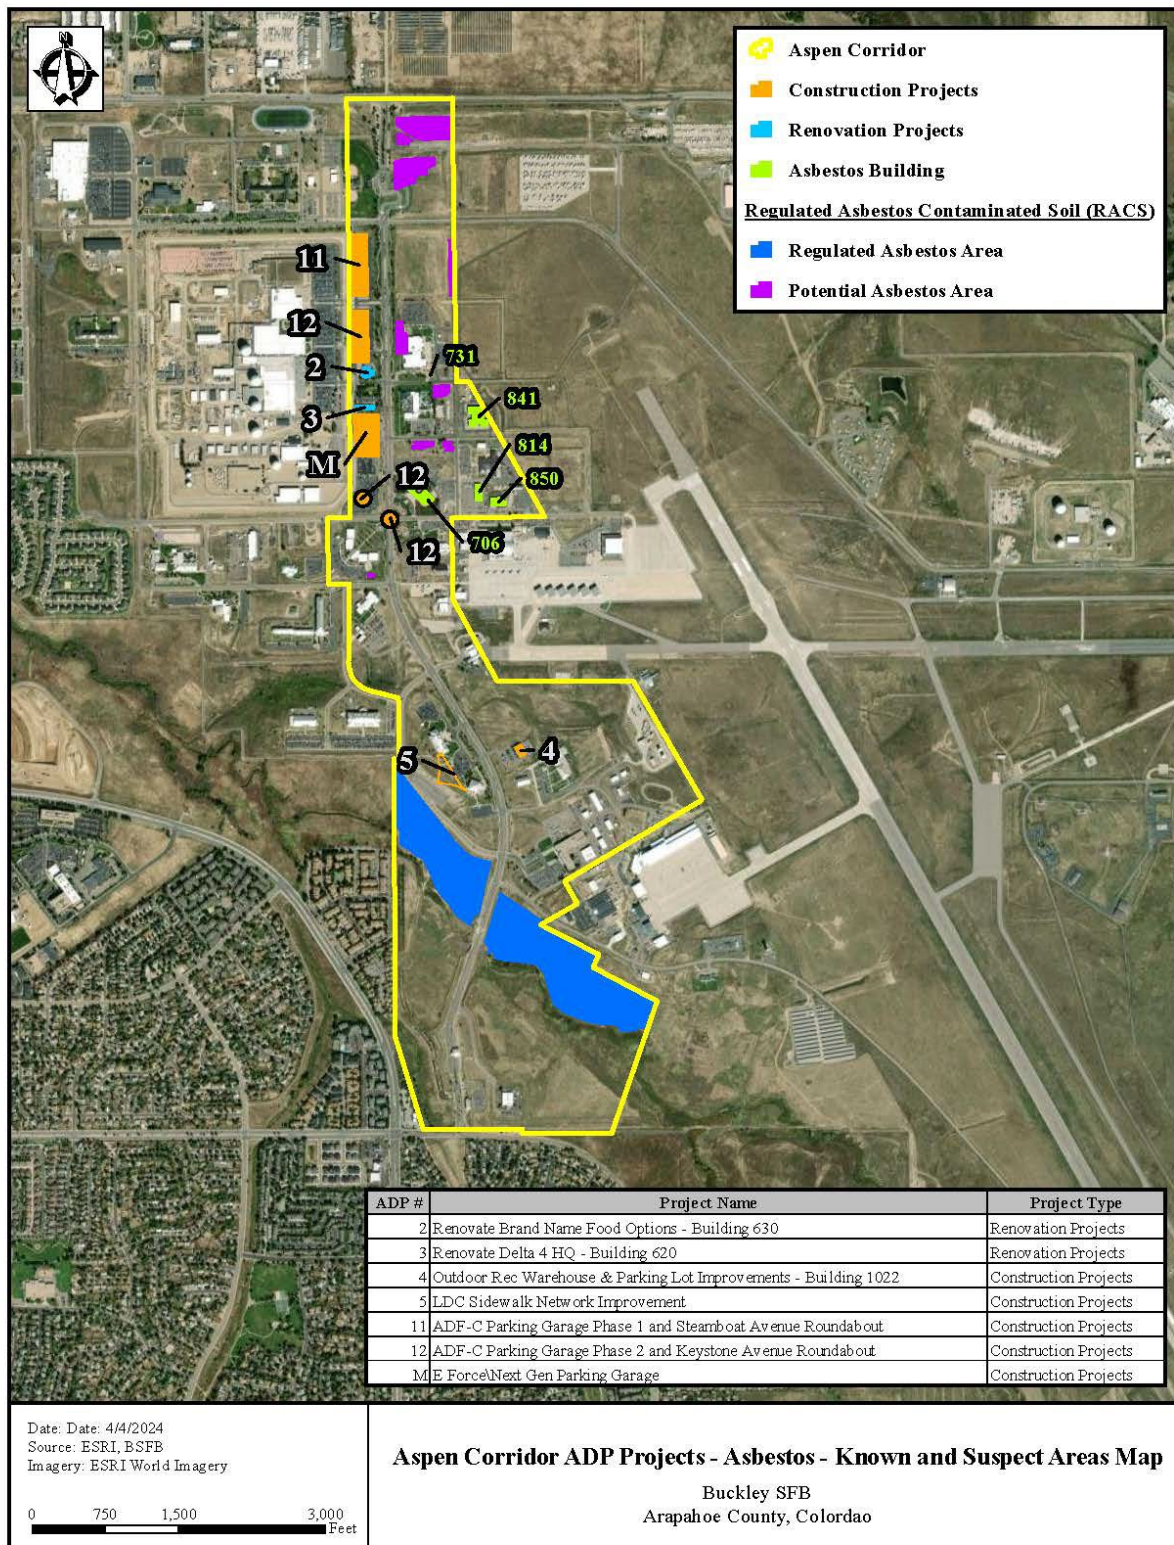 N
Aspen Corridor
Construction Projects
Renovation Projects
Asbestos Building
Regulated Asbestos Contaminated Soil (RACS)
Regulated Asbestos Area
Potential Asbestos Area
11
12
2
731
3
841
M
814
12
850
12
706
5
4
ADP # Project Name Project Type
2 Renovate Brand Name Food Options - Building 630 Renovation Projects
3 Renovate Delta 4 HQ - Building 620 Renovation Projects
4 Outdoor Rec Warehouse & Parking Lot Improvements - Building 1022 Construction Projects
5 LDC Sidewalk Network Improvement Construction Projects
11 ADF-C Parking Garage Phase 1 and Steamboat Avenue Roundabout Construction Projects
12 ADF-C Parking Garage Phase 2 and Keystone Avenue Roundabout Construction Projects
M E Force\Next Gen Parking Garage Construction Projects
Date: Date: 4/4/2024
Source: ESRI, BSFB
Imagery: ESRI World Imagery
0 750 1,500 3,000
Feet
Aspen Corridor ADP Projects - Asbestos - Known and Suspect Areas Map
Buckley SFB
Arapahoe County, Colordao